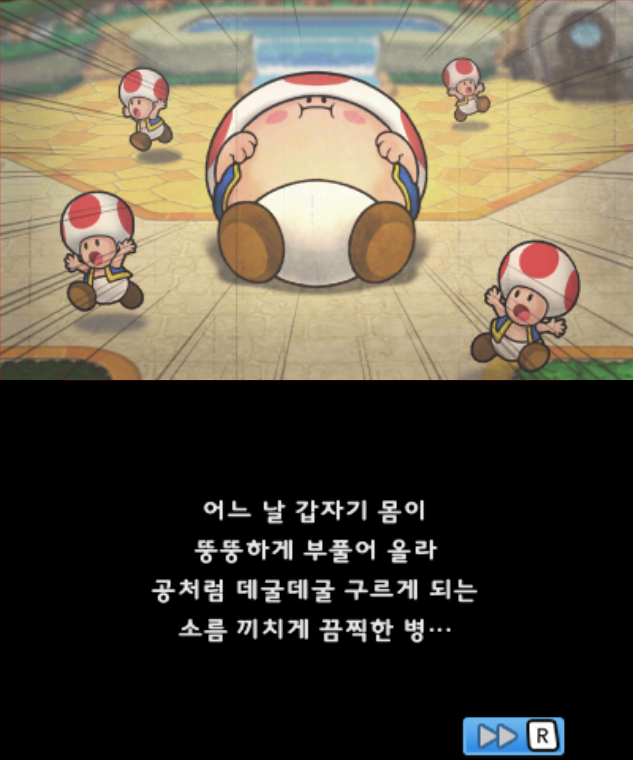 어느 날 갑자기 몸이
뚱뚱하게 부풀어 올라
공처럼 데굴데굴 구르게 되는
소름 끼치게 끔찍한 병…
R